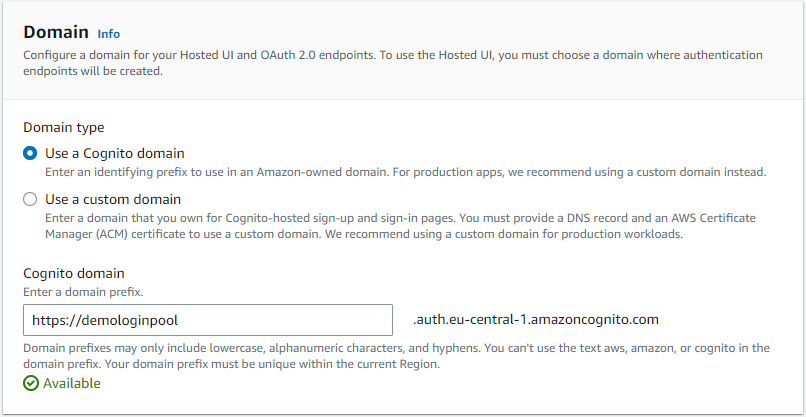 Domain Info
Configure a domain for your Hosted UI and OAuth 2.0 endpoints. To use the Hosted UI, you must choose a domain where authentication
endpoints will be created.
Domain type
Use a Cognito domain
Enter an identifying prefix to use in an Amazon-owned domain. For production apps, we recommend using a custom domain instead.
Use a custom domain
Enter a domain that you own for Cognito-hosted sign-up and sign-in pages. You must provide a DNS record and an AWS Certificate
Manager (ACM) certificate to use a custom domain. We recommend using a custom domain for production workloads.
Cognito domain
Enter a domain prefix.
https://demologinpool .auth.eu-central-1.amazoncognito.com
Domain prefixes may only include lowercase, alphanumeric characters, and hyphens. You can't use the text aws, amazon, or cognito in the
domain prefix. Your domain prefix must be unique within the current Region.
Available